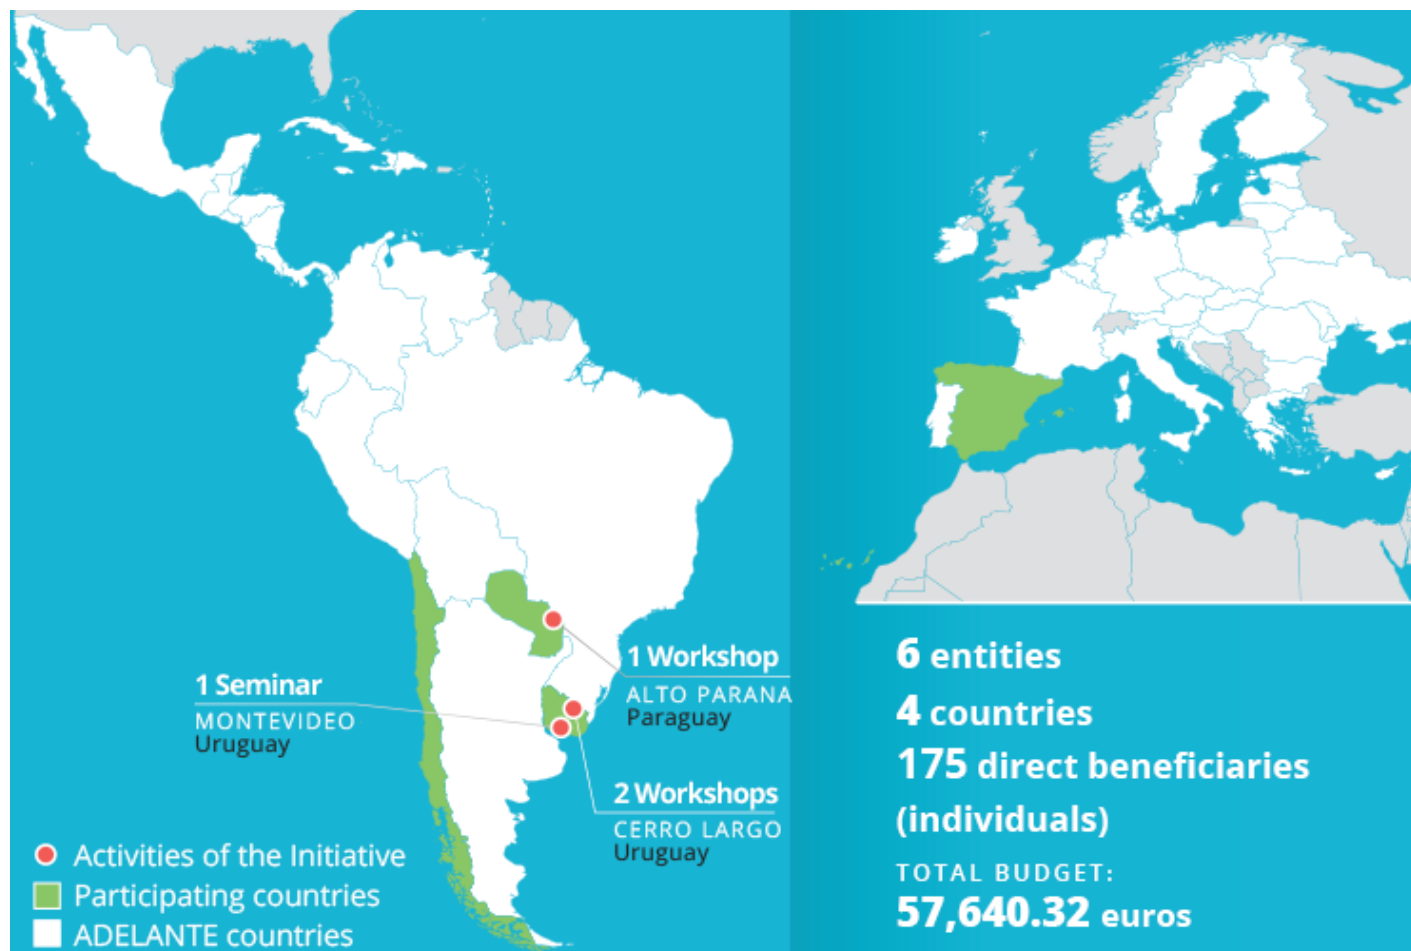 1 Seminar
MONTEVIDEO
Uruguay
1 Workshop
ALTO PARANA
Paraguay
2 Workshops
CERRO LARGO
Uruguay
Activities of the Initiative
Participating countries
ADELANTE countries
6 entities
4 countries
175 direct beneficiaries
(individuals)
TOTAL BUDGET:
57,640.32 euros